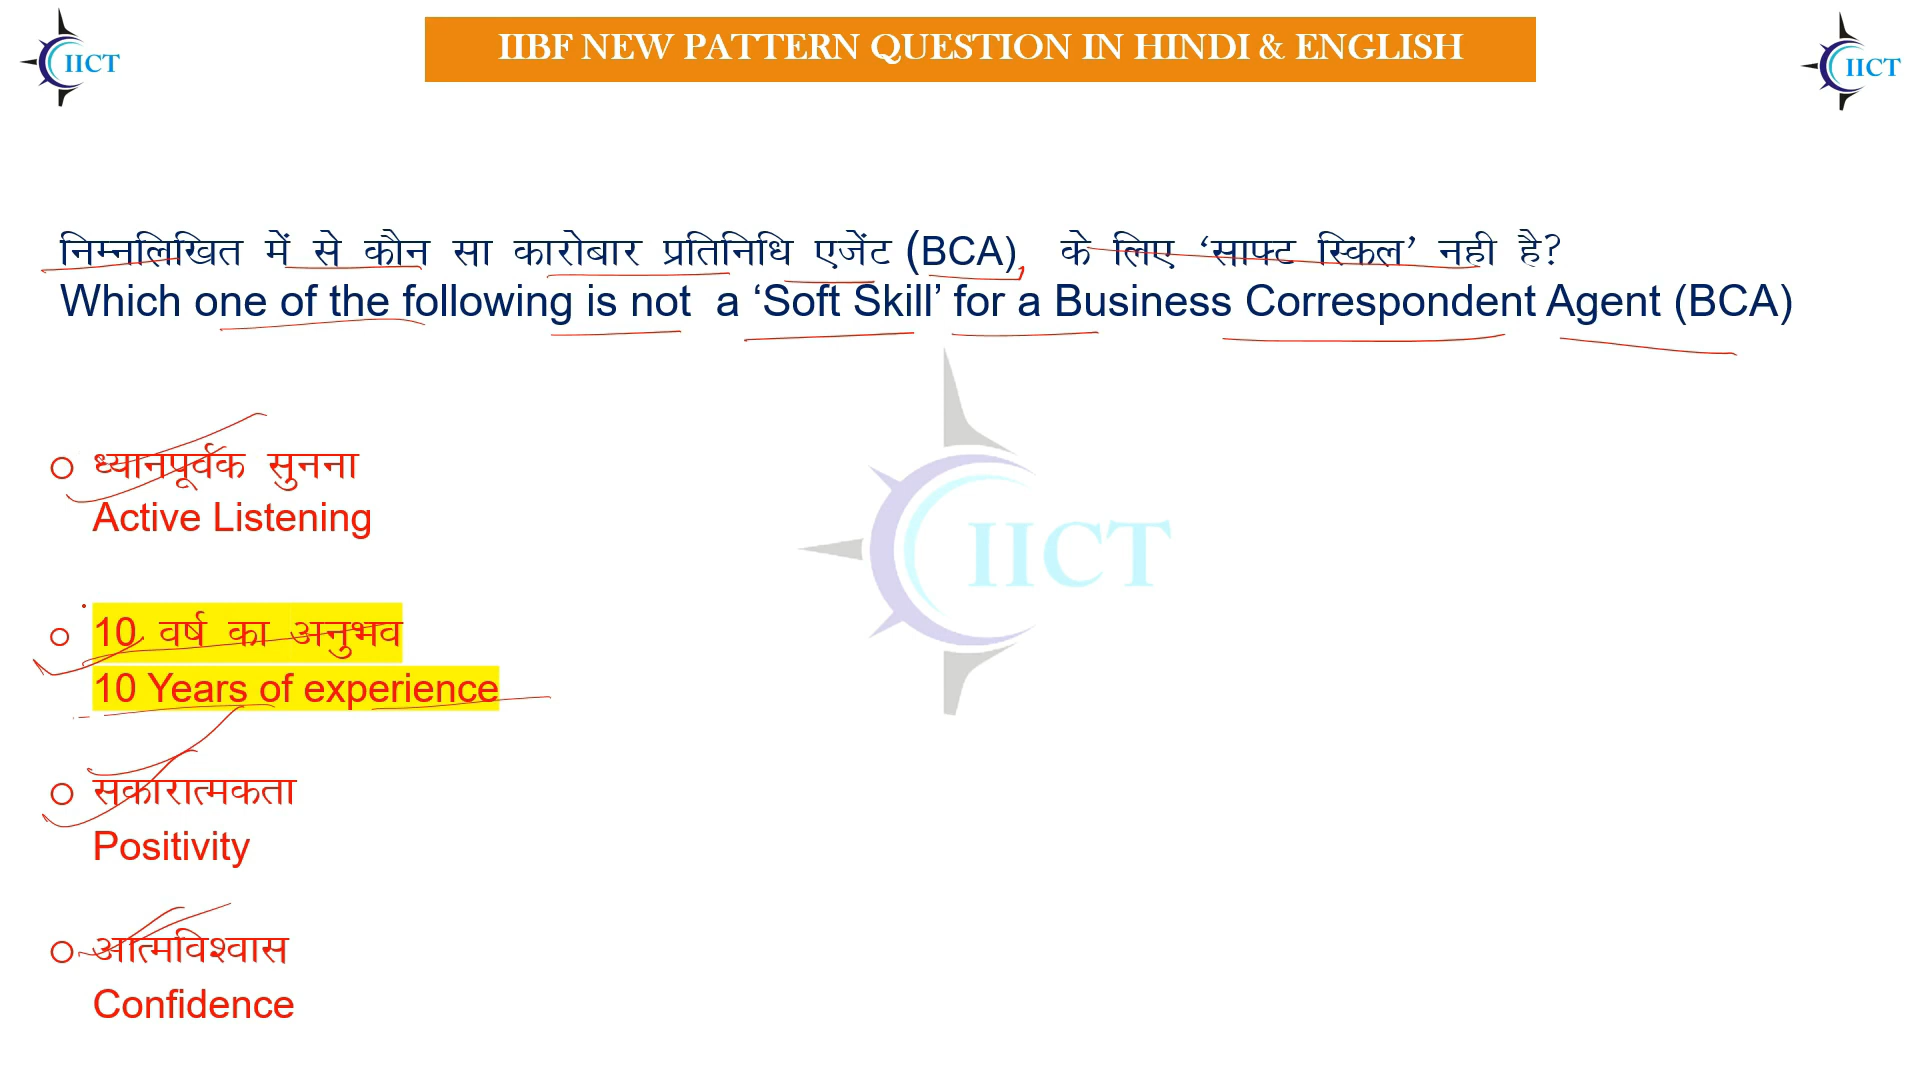 IICT
IIBF NEW PATTERN QUESTION IN HINDI & ENGLISH
IICT
निम्नलिखित में से कौन सा कारोबार प्रतिनिधि एजेंट (BCA), के लिए ‘साफ्ट स्किल’ नही है?
Which one of the following is not a ‘Soft Skill’ for a Business Correspondent Agent (BCA)
IICT
ध्यानपूर्वक सुनना
Active Listening
10 वर्ष का अनुभव
10 Years of experience
सकारात्मकता
Positivity
आत्मविश्वास
Confidence